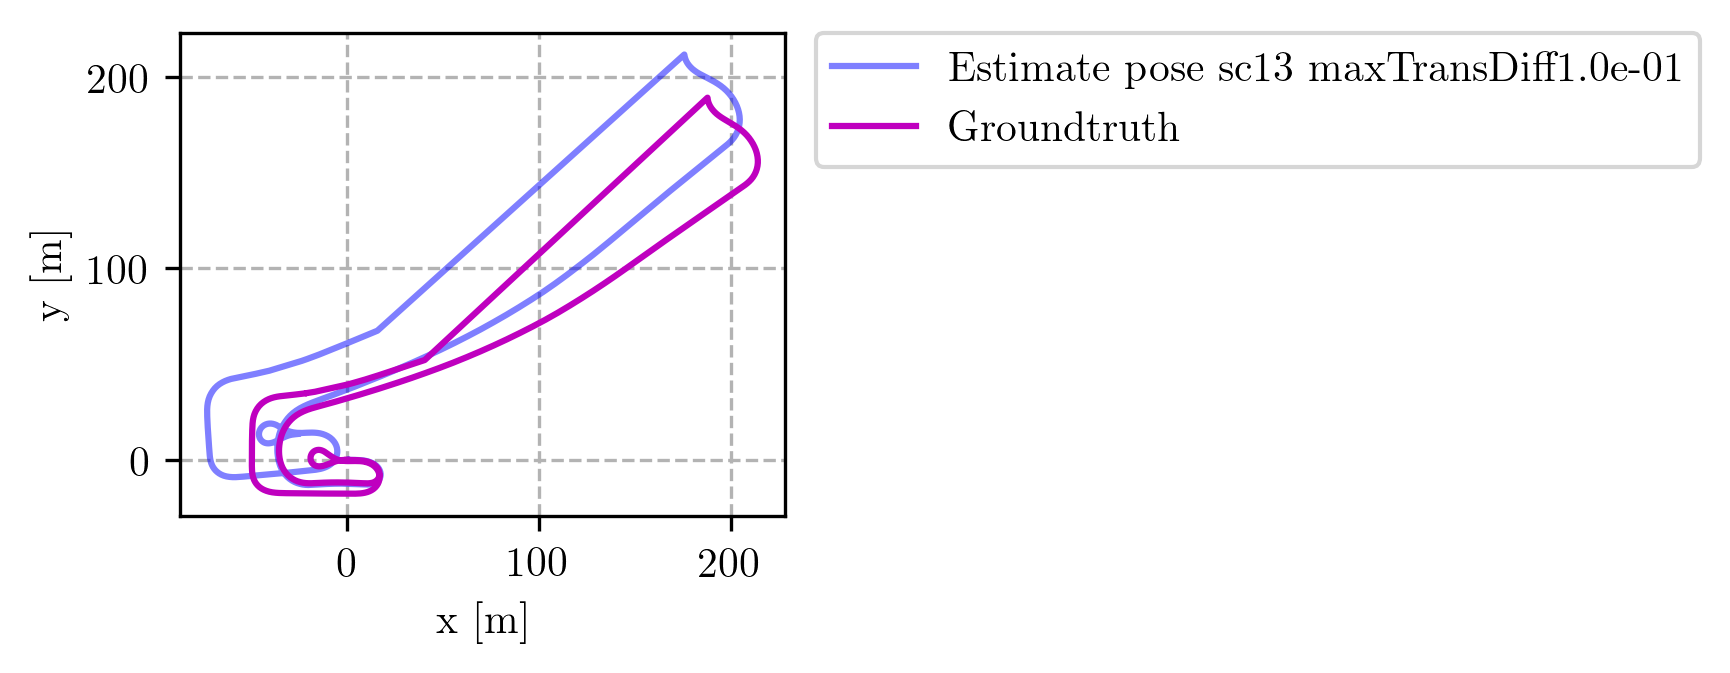 Estimate pose sc13 maxTransDiff1.0e-01
Groundtruth
200
100
0
y [m]
0 100 200
x [m]